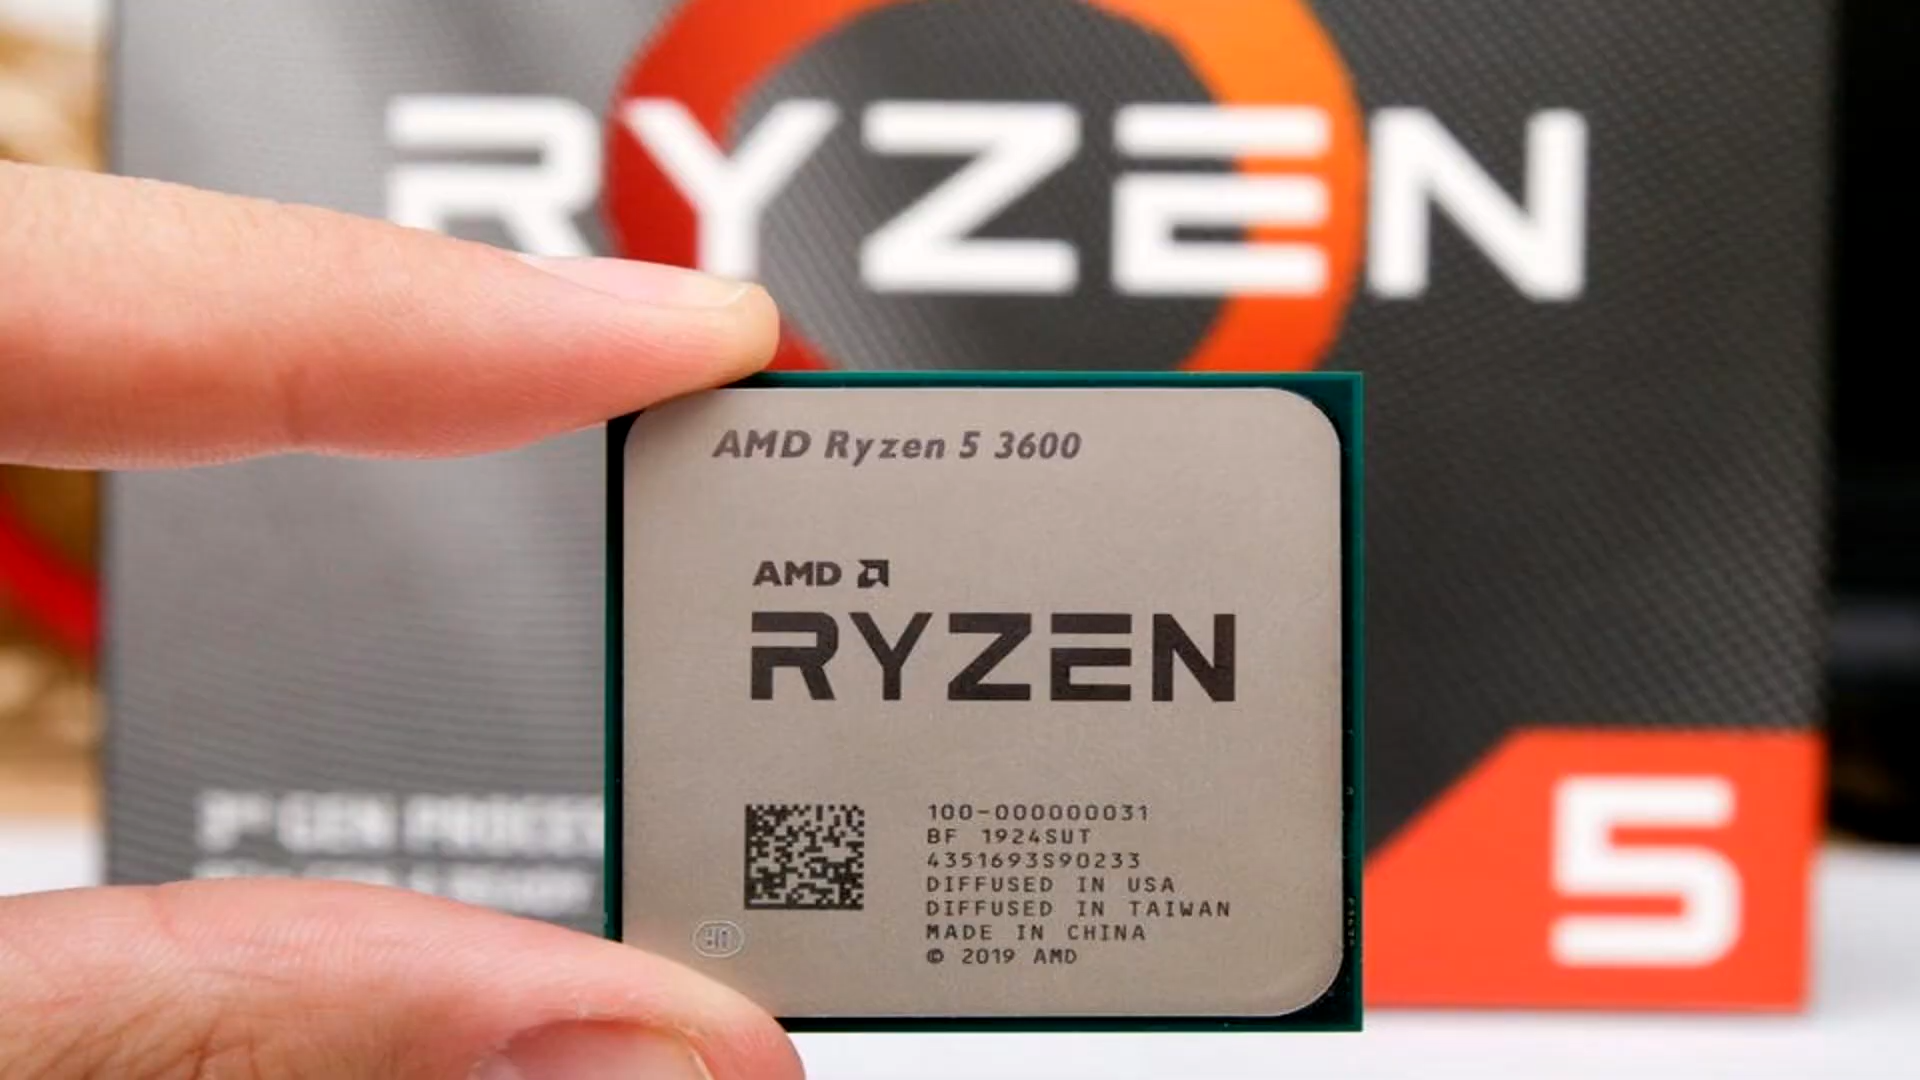 RYZEN
AMD Ryzen 5 3600
AMD
RYZEN
100-000000031
BF 1924SUT
4351693S90233
DIFFUSED IN USA
DIFFUSED IN TAIWAN
MADE IN CHINA
© 2019 AMD
GEN
5